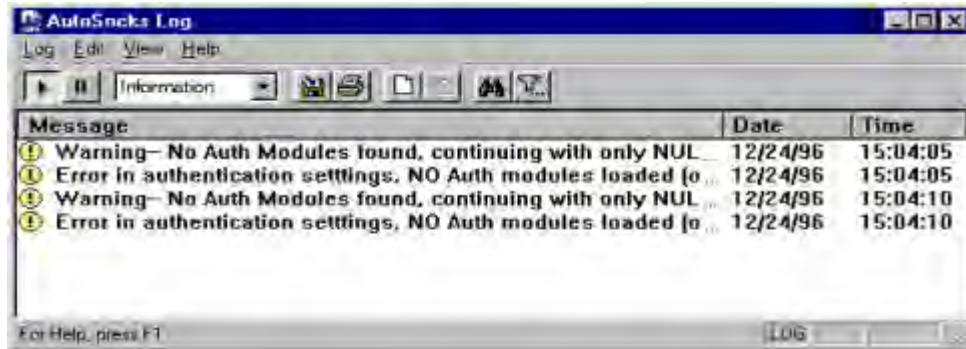 AutoSocks Log
Log Edit View Help
Information
Message Date Time
Warning-- No Auth Modules found, continuing with only NUL... 12/24/96 15:04:05
Error in authentication setttings, NO Auth modules loaded (o... 12/24/96 15:04:05
Warning-- No Auth Modules found, continuing with only NUL... 12/24/96 15:04:10
Error in authentication setttings, NO Auth modules loaded (o... 12/24/96 15:04:10
For Help, press F1 LOG